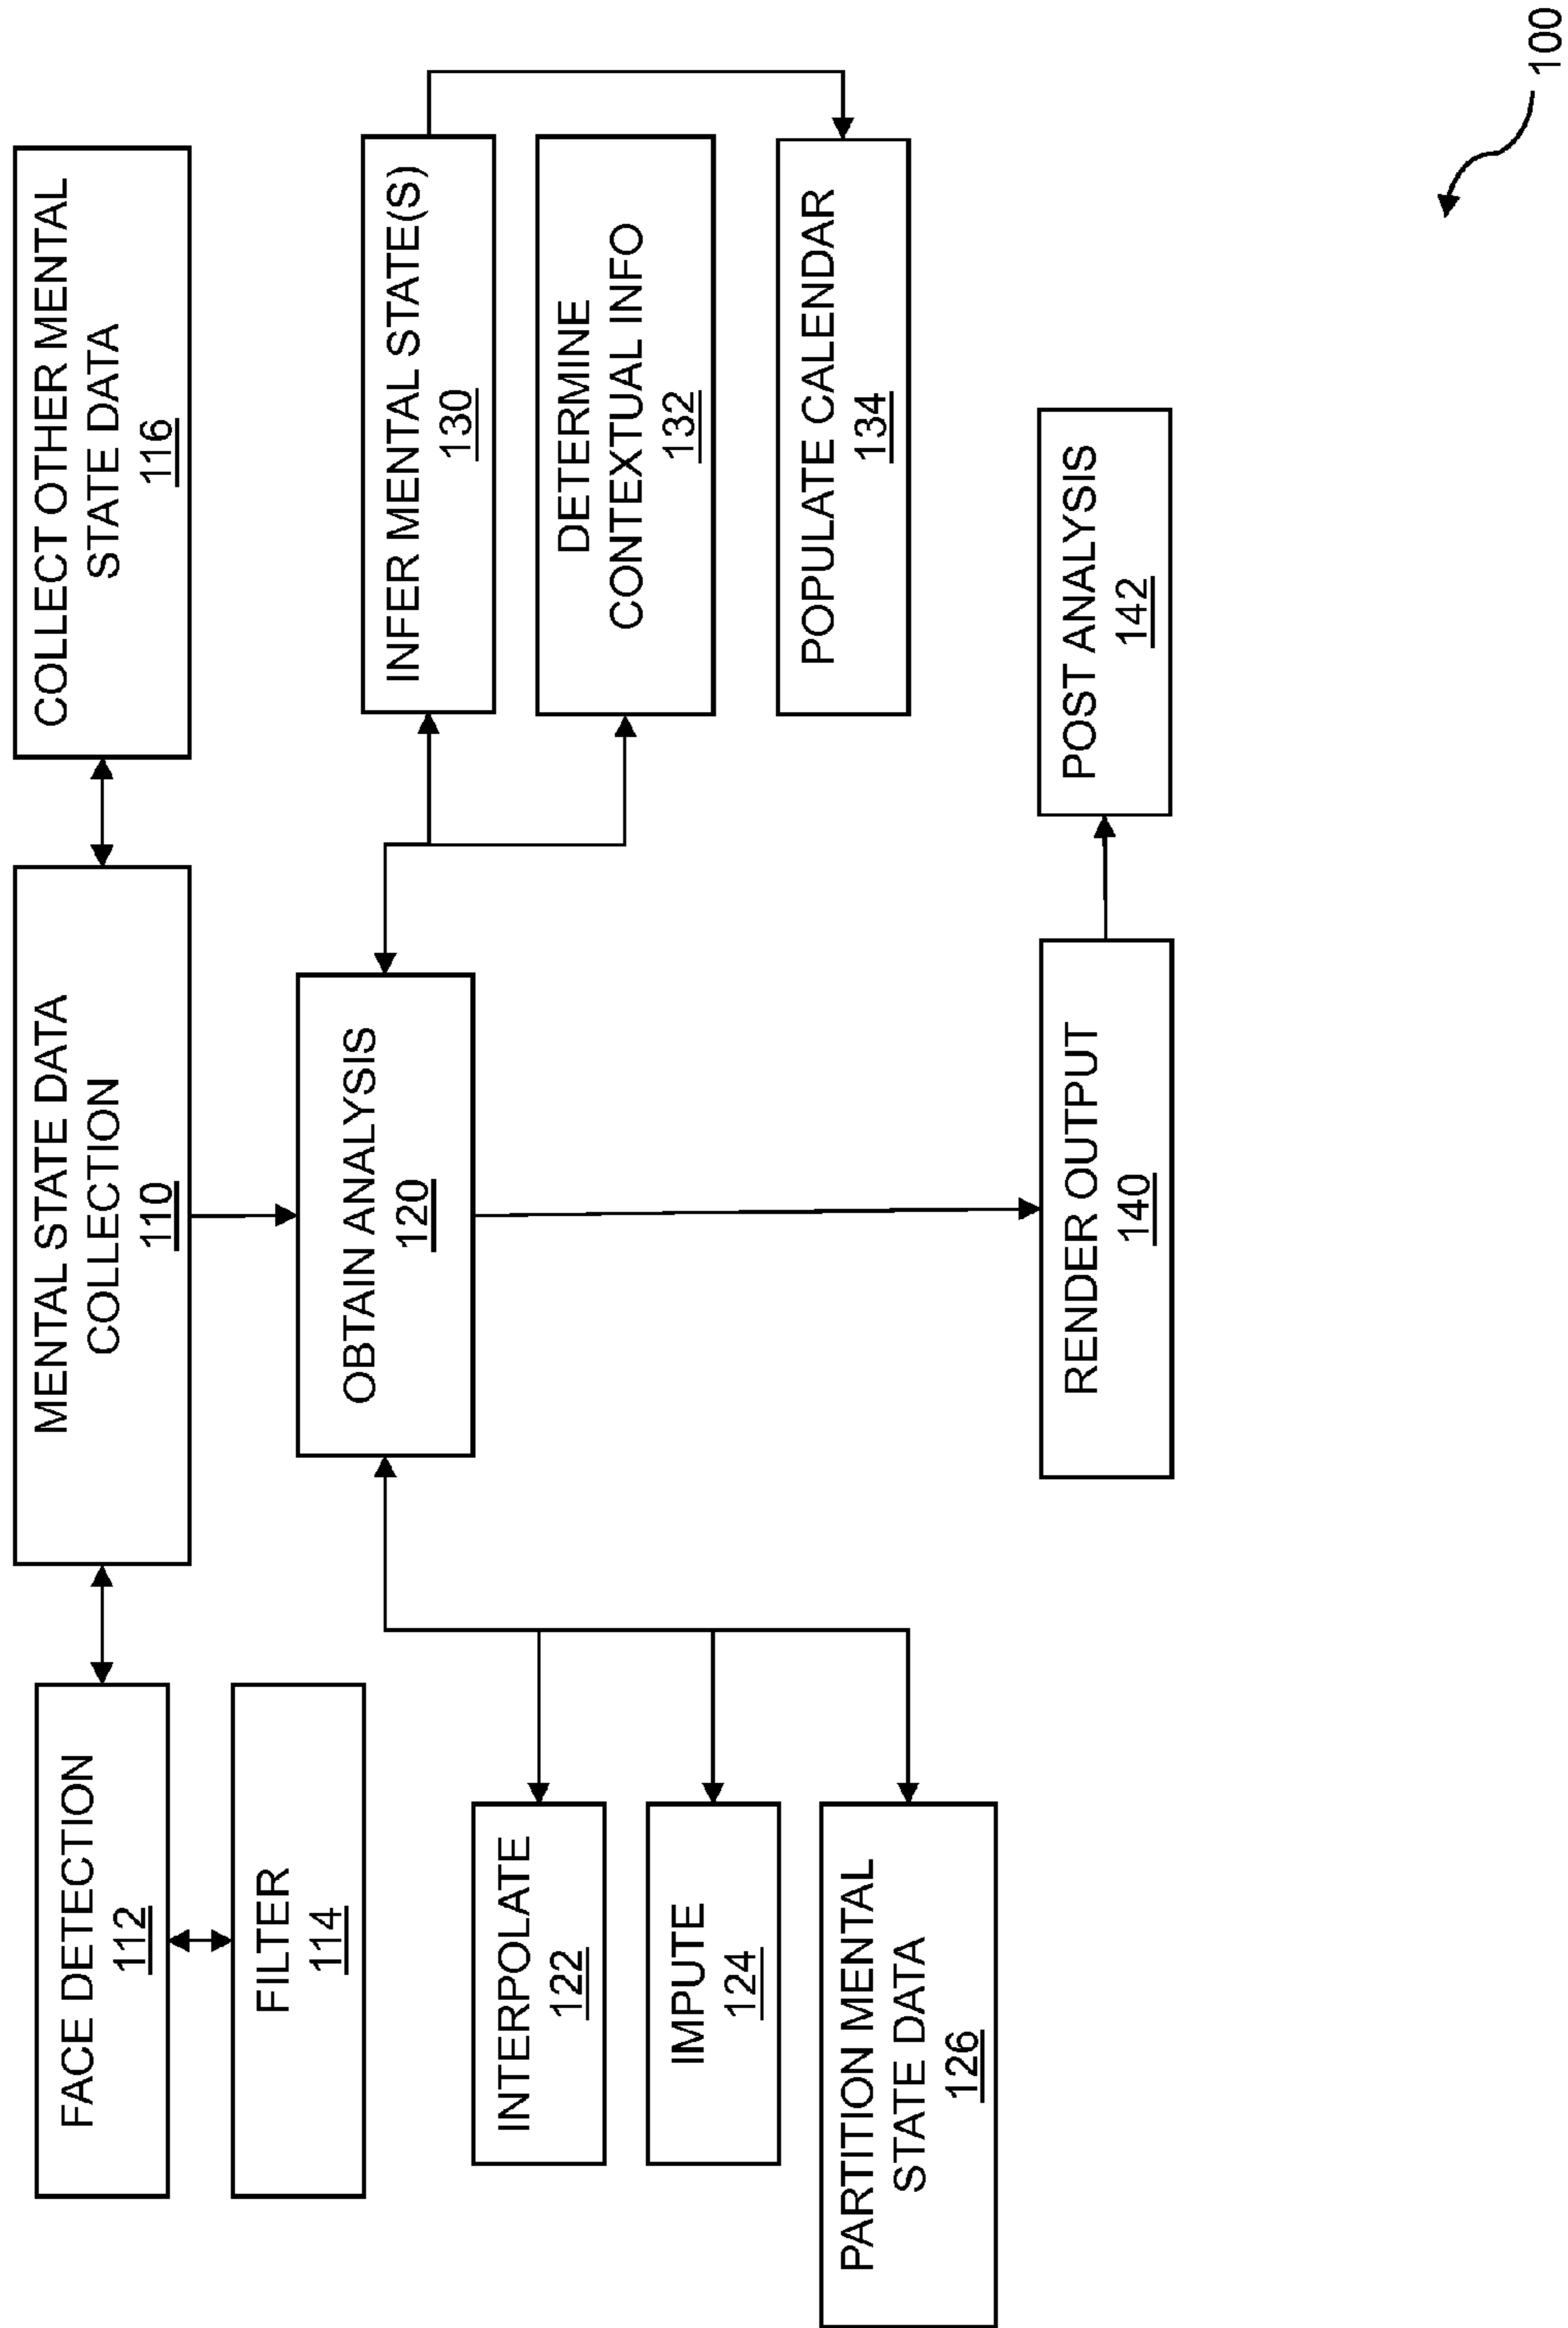 FACE DETECTION
112
FILTER
114
MENTAL STATE DATA
COLLECTION
110
COLLECT OTHER MENTAL
STATE DATA
116
OBTAIN ANALYSIS
120
INTERPOLATE
122
IMPUTE
124
PARTITION MENTAL
STATE DATA
126
INFER MENTAL STATE(S)
130
DETERMINE
CONTEXTUAL INFO
132
POPULATE CALENDAR
134
RENDER OUTPUT
140
POST ANALYSIS
142
100